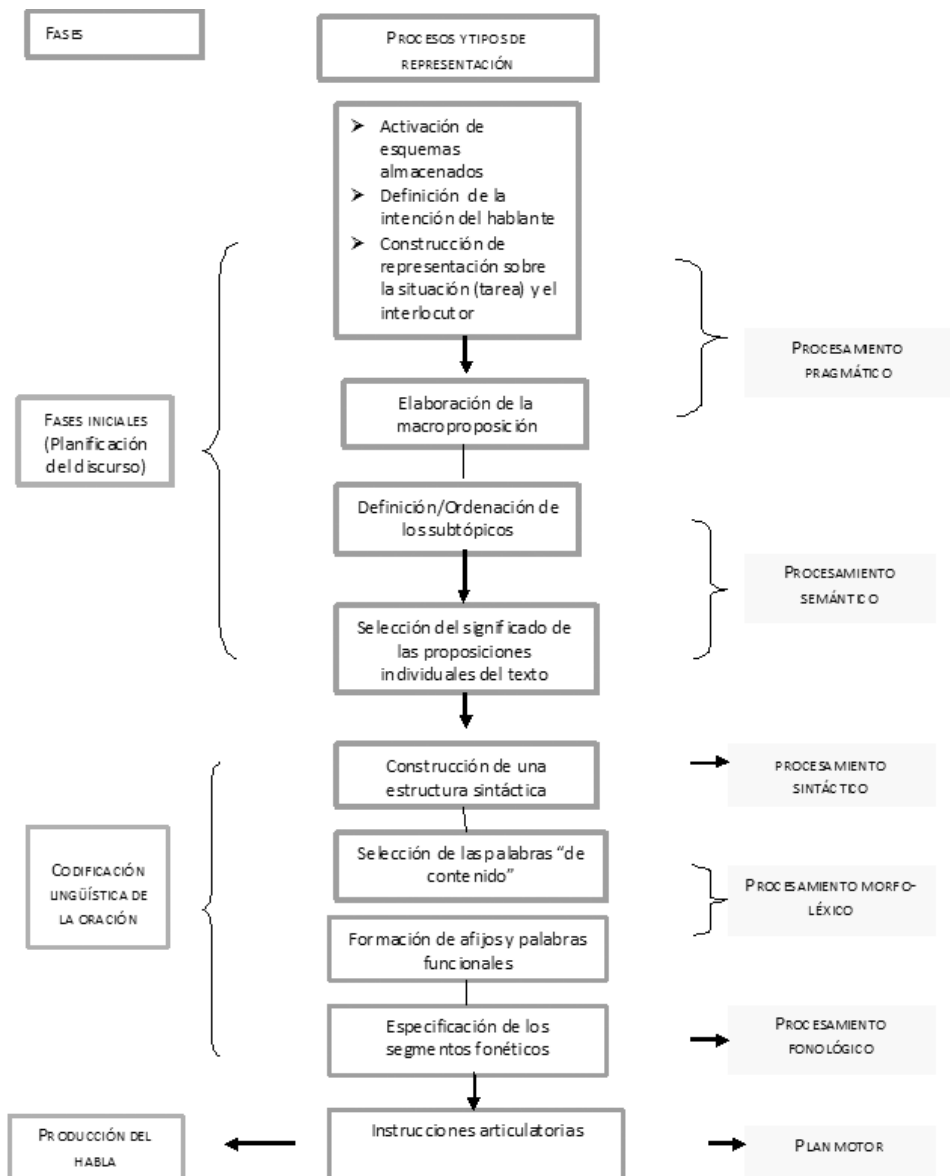 FASES
PROCESOS Y TIPOS DE
REPRESENTACIÓN
➤ Activación de
esquemas
almacenados
➤ Definición de la
intención del hablante
➤ Construcción de
representación sobre
la situación (tarea) y el
interlocutor
PROCESAMIENTO
PRAGMÁTICO
Elaboración de la
macroproposición
FASES INICIALES
(Planificación
del discurso)
Definición/Ordenación de
los subtópicos
PROCESAMIENTO
SEMÁNTICO
Selección del significado de
las proposiciones
individuales del texto
Construcción de una
estructura sintáctica
PROCESAMIENTO
SINTÁCTICO
Selección de las palabras “de
contenido”
CODIFICACIÓN
LINGÜÍSTICA DE
LA ORACIÓN
PROCESAMIENTO MORFO-
LÉXICO
Formación de afijos y palabras
funcionales
Especificación de los
segmentos fonéticos
PROCESAMIENTO
FONOLÓGICO
PRODUCCIÓN DEL
HABLA
Instrucciones articulatorias
PLAN MOTOR